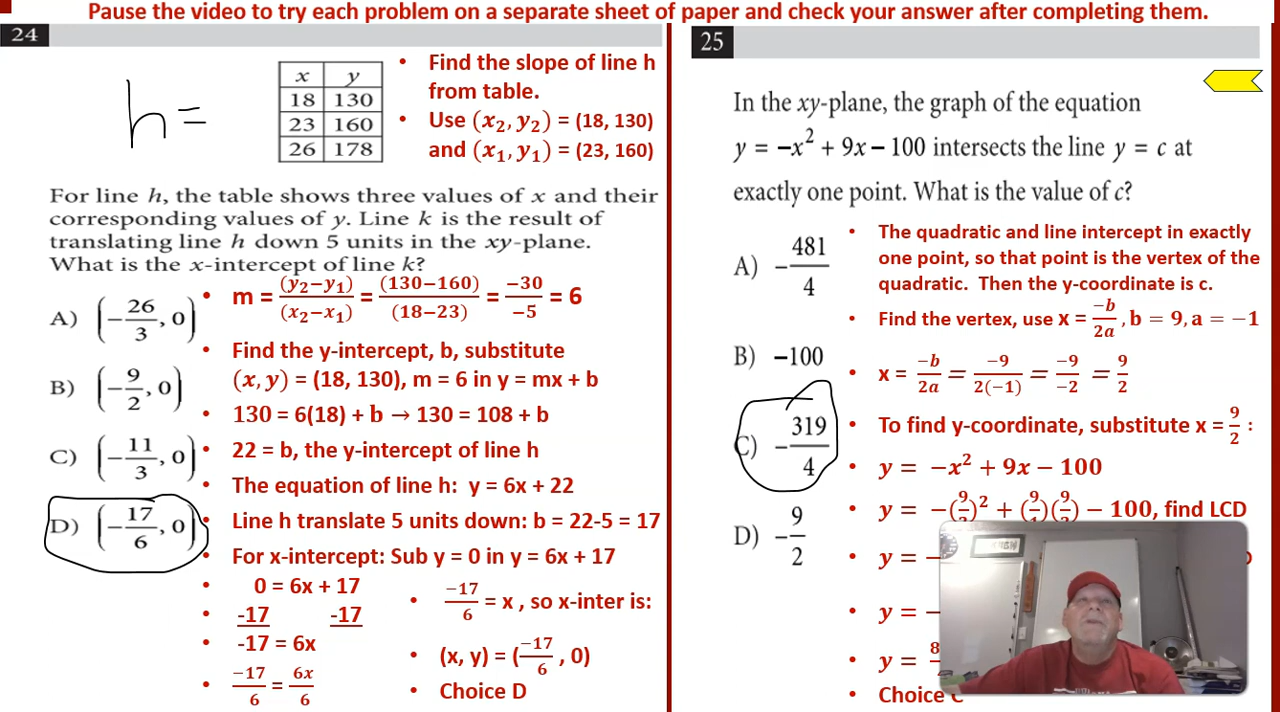 Pause the video to try each problem on a separate sheet of paper and check your answer after completing them.
24
h =
x y
18 130
23 160
26 178
• Find the slope of line h
from table.
• Use (x₂, y₂) = (18, 130)
and (x₁, y₁) = (23, 160)
For line h, the table shows three values of x and their
corresponding values of y. Line k is the result of
translating line h down 5 units in the xy-plane.
What is the x-intercept of line k?
A) (-26/3, 0)
B) (-9/2, 0)
C) (-11/3, 0)
D) (-17/6, 0)
• m = (y₂−y₁)/(x₂−x₁) = (130−160)/(18−23) = −30/−5 = 6
• Find the y-intercept, b, substitute
(x, y) = (18, 130), m = 6 in y = mx + b
• 130 = 6(18) + b → 130 = 108 + b
• 22 = b, the y-intercept of line h
• The equation of line h: y = 6x + 22
• Line h translate 5 units down: b = 22-5 = 17
• For x-intercept: Sub y = 0 in y = 6x + 17
• 0 = 6x + 17
• -17 -17
• -17 = 6x
• −17/6 = 6x/6
• −17/6 = x , so x-inter is:
• (x, y) = (−17/6 , 0)
• Choice D
25
In the xy-plane, the graph of the equation
y = −x² + 9x − 100 intersects the line y = c at
exactly one point. What is the value of c?
A) −481/4
B) −100
C) −319/4
D) −9/2
• The quadratic and line intercept in exactly
one point, so that point is the vertex of the
quadratic. Then the y-coordinate is c.
• Find the vertex, use x = −b/2a , b = 9, a = −1
• x = −b/2a = −9/2(−1) = −9/−2 = 9/2
• To find y-coordinate, substitute x = 9/2 :
• y = −x² + 9x − 100
• y = −(9/2)² + (9/1)(9/2) − 100, find LCD
• y = −
• y = −
• y = 8
• Choice C